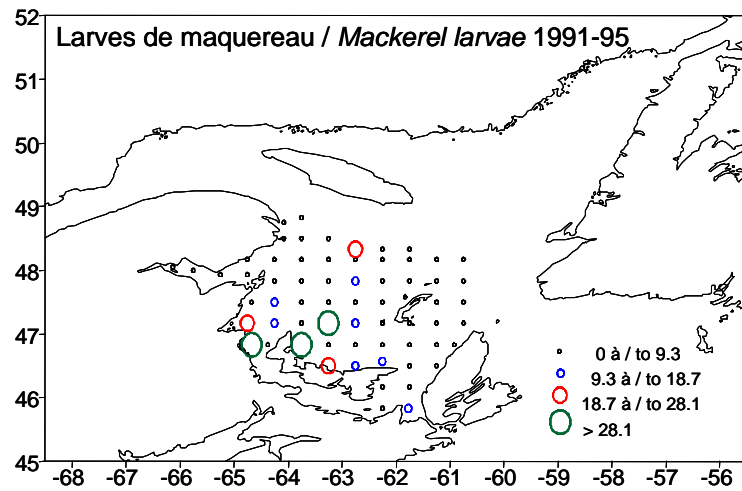 Larves de maquereau / Mackerel larvae 1991-95
52
51
50
49
48
47
46
45
0 à / to 9.3
9.3 à / to 18.7
18.7 à / to 28.1
> 28.1
-68 -67 -66 -65 -64 -63 -62 -61 -60 -59 -58 -57 -56